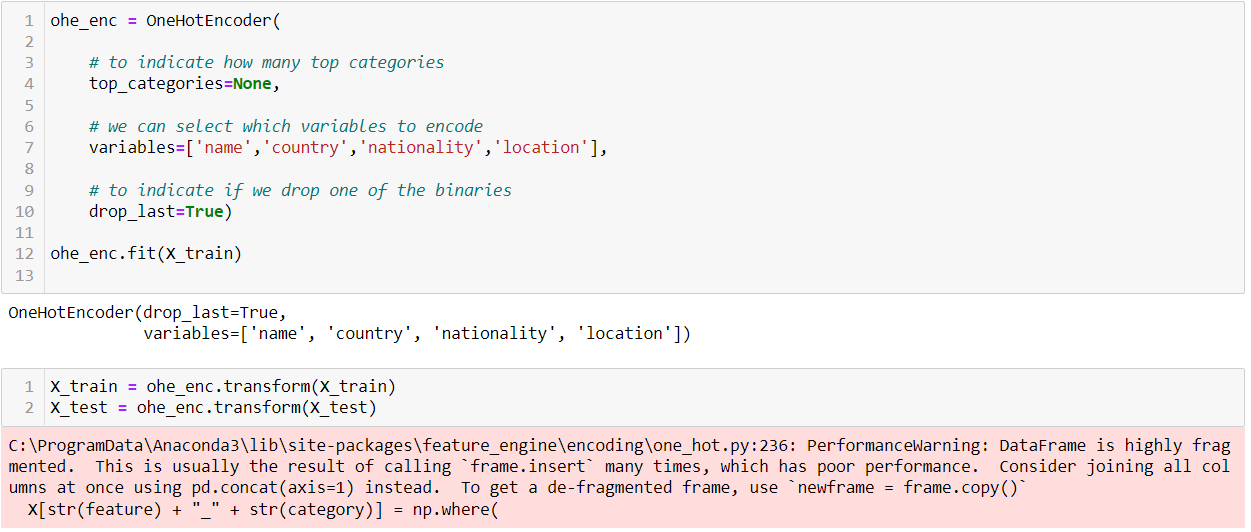 1 ohe_enc = OneHotEncoder(
2
3     # to indicate how many top categories
4     top_categories=None,
5
6     # we can select which variables to encode
7     variables=['name','country','nationality','location'],
8
9     # to indicate if we drop one of the binaries
10     drop_last=True)
11
12 ohe_enc.fit(X_train)
13
OneHotEncoder(drop_last=True,
              variables=['name', 'country', 'nationality', 'location'])
1 X_train = ohe_enc.transform(X_train)
2 X_test = ohe_enc.transform(X_test)
C:\ProgramData\Anaconda3\lib\site-packages\feature_engine\encoding\one_hot.py:236: PerformanceWarning: DataFrame is highly frag
mented.  This is usually the result of calling `frame.insert` many times, which has poor performance.  Consider joining all col
umns at once using pd.concat(axis=1) instead.  To get a de-fragmented frame, use `newframe = frame.copy()`
  X[str(feature) + "_" + str(category)] = np.where(